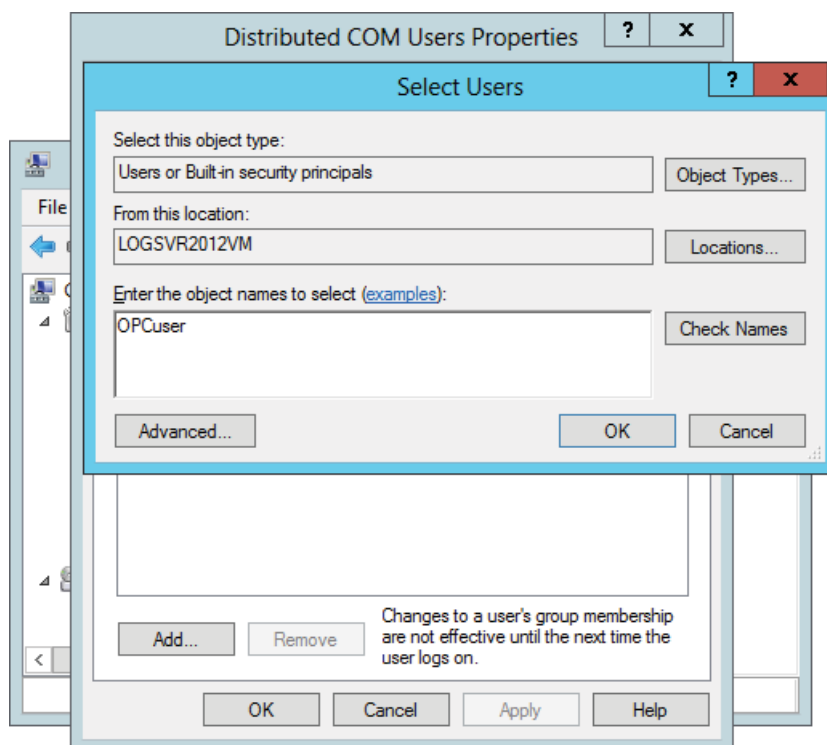 Distributed COM Users Properties
?
x
Select Users
?
x
Select this object type:
Users or Built-in security principals
Object Types...
From this location:
File
LOGSVR2012VM
Locations...
Enter the object names to select (examples):
OPCuser
Check Names
Advanced...
OK
Cancel
Changes to a user's group membership
are not effective until the next time the
user logs on.
Add...
Remove
<
OK
Cancel
Apply
Help